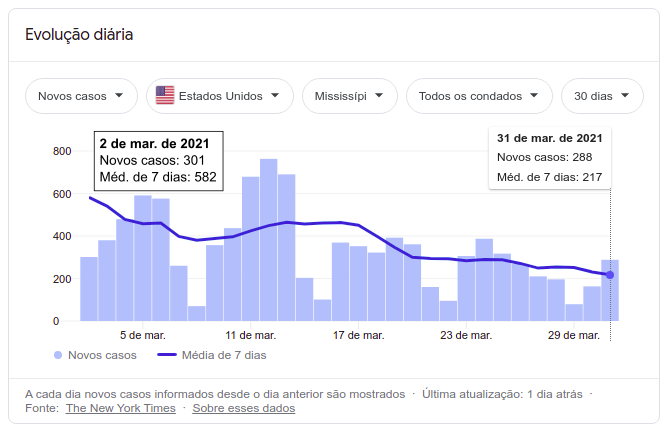 Evolução diária
Novos casos
Estados Unidos
Mississípi
Todos os condados
30 dias
2 de mar. de 2021
Novos casos: 301
Méd. de 7 dias: 582
31 de mar. de 2021
Novos casos: 288
Méd. de 7 dias: 217
800
600
400
200
0
5 de mar.
11 de mar.
17 de mar.
23 de mar.
29 de mar.
Novos casos
Média de 7 dias
A cada dia novos casos informados desde o dia anterior são mostrados · Última atualização: 1 dia atrás ·
Fonte: The New York Times · Sobre esses dados